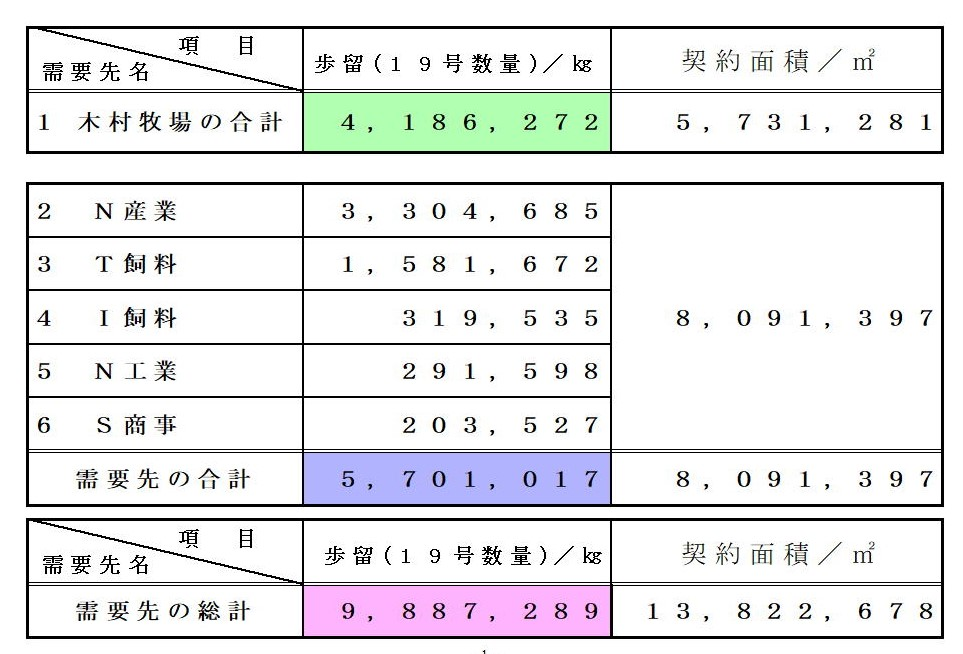 項　目
需要先名
歩留(１９号数量)／㎏
契約面積／㎡
１　木村牧場の合計　４，１８６，２７２　５，７３１，２８１
２　Ｎ産業　３，３０４，６８５
３　Ｔ飼料　１，５８１，６７２
４　Ｉ飼料　３１９，５３５　８，０９１，３９７
５　Ｎ工業　２９１，５９８
６　Ｓ商事　２０３，５２７
需要先の合計　５，７０１，０１７　８，０９１，３９７
項　目
需要先名
歩留(１９号数量)／㎏
契約面積／㎡
需要先の総計　９，８８７，２８９　１３，８２２，６７８